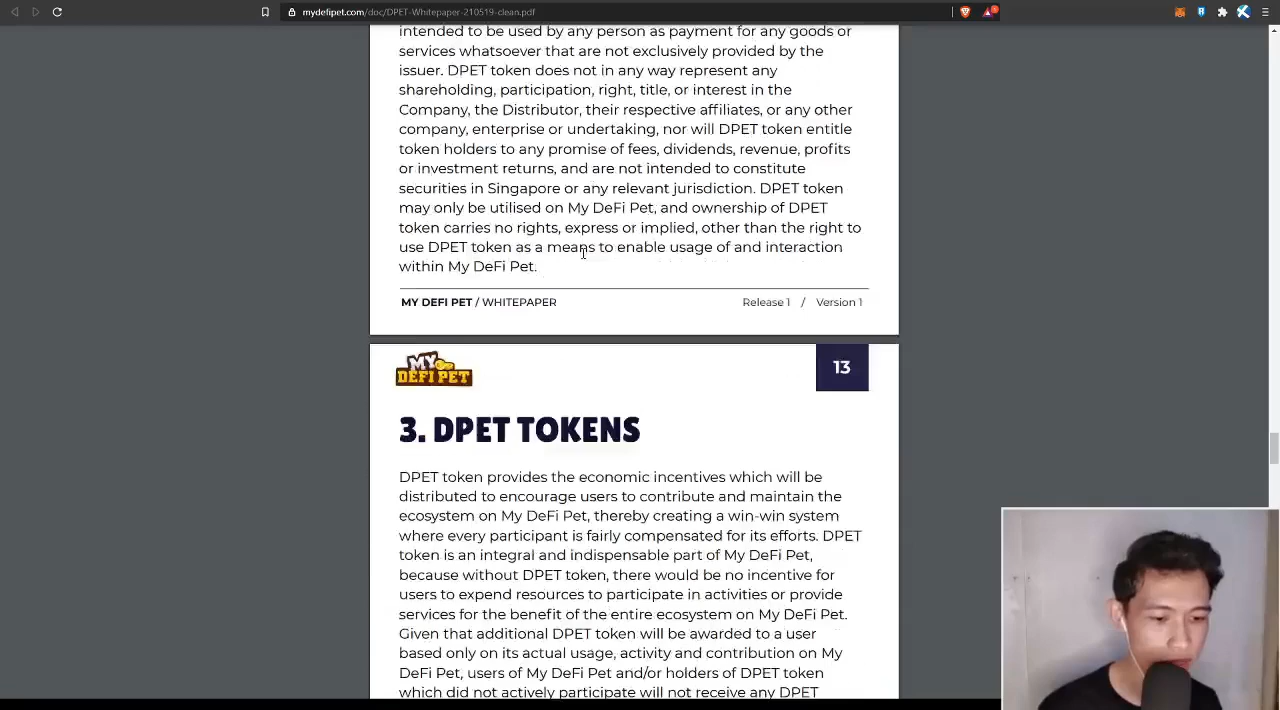 mydefipet.com/doc/DPET-Whitepaper-210519-clean.pdf
intended to be used by any person as payment for any goods or
services whatsoever that are not exclusively provided by the
issuer. DPET token does not in any way represent any
shareholding, participation, right, title, or interest in the
Company, the Distributor, their respective affiliates, or any other
company, enterprise or undertaking, nor will DPET token entitle
token holders to any promise of fees, dividends, revenue, profits
or investment returns, and are not intended to constitute
securities in Singapore or any relevant jurisdiction. DPET token
may only be utilised on My DeFi Pet, and ownership of DPET
token carries no rights, express or implied, other than the right to
use DPET token as a means to enable usage of and interaction
within My DeFi Pet.
MY DEFI PET / WHITEPAPER Release 1 / Version 1
MY
DEFI PET
13
3. DPET TOKENS
DPET token provides the economic incentives which will be
distributed to encourage users to contribute and maintain the
ecosystem on My DeFi Pet, thereby creating a win-win system
where every participant is fairly compensated for its efforts. DPET
token is an integral and indispensable part of My DeFi Pet,
because without DPET token, there would be no incentive for
users to expend resources to participate in activities or provide
services for the benefit of the entire ecosystem on My DeFi Pet.
Given that additional DPET token will be awarded to a user
based only on its actual usage, activity and contribution on My
DeFi Pet, users of My DeFi Pet and/or holders of DPET token
which did not actively participate will not receive any DPET